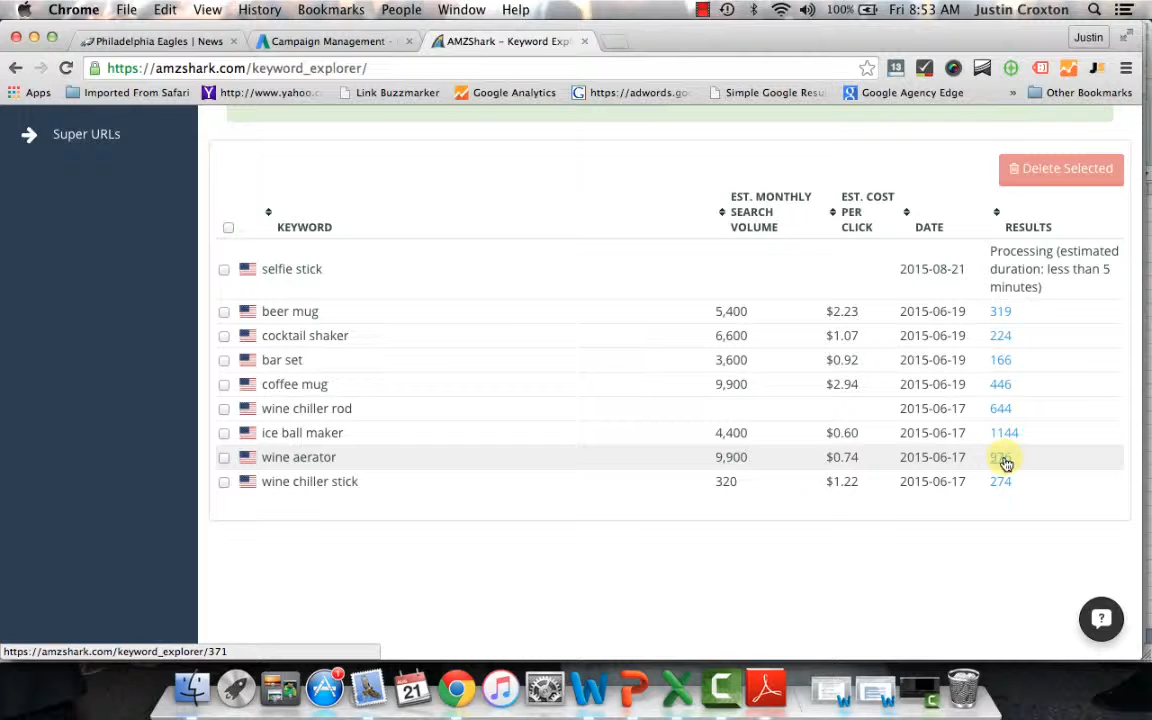 Chrome File Edit View History Bookmarks People Window Help 100% Fri 8:53 AM Justin Croxton
Philadelphia Eagles | News × Campaign Management - × AMZShark – Keyword Expl × Justin
https://amzshark.com/keyword_explorer/ 13
Apps Imported From Safari http://www.yahoo.c Link Buzzmarker Google Analytics https://adwords.go Simple Google Resu Google Agency Edge » Other Bookmarks
Super URLs
Delete Selected
KEYWORD EST. MONTHLY SEARCH VOLUME EST. COST PER CLICK DATE RESULTS
selfie stick 2015-08-21 Processing (estimated duration: less than 5 minutes)
beer mug 5,400 $2.23 2015-06-19 319
cocktail shaker 6,600 $1.07 2015-06-19 224
bar set 3,600 $0.92 2015-06-19 166
coffee mug 9,900 $2.94 2015-06-19 446
wine chiller rod 2015-06-17 644
ice ball maker 4,400 $0.60 2015-06-17 1144
wine aerator 9,900 $0.74 2015-06-17
wine chiller stick 320 $1.22 2015-06-17 274
https://amzshark.com/keyword_explorer/371
AUG 21 1